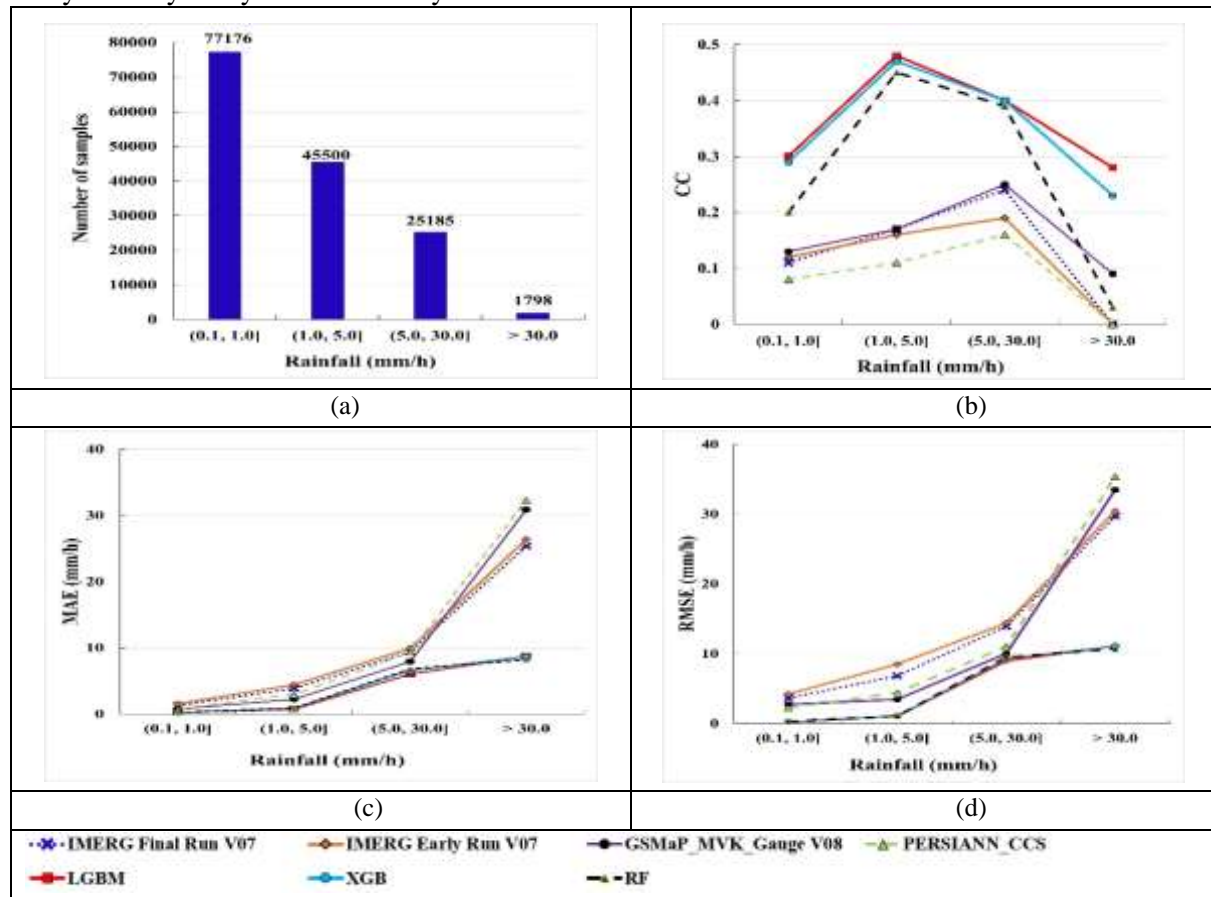 80000
77176
70000
60000
50000
45500
40000
30000
25185
20000
10000
1798
0
Number of samples
(0.1, 1.0]
(1.0, 5.0]
(5.0, 30.0]
> 30.0
Rainfall (mm/h)
0.5
0.4
0.3
0.2
0.1
0
CC
(0.1, 1.0]
(1.0, 5.0]
(5.0, 30.0]
> 30.0
Rainfall (mm/h)
(a)
(b)
40
30
20
10
0
MAE (mm/h)
(0.1, 1.0]
(1.0, 5.0]
(5.0, 30.0]
> 30.0
Rainfall (mm/h)
40
30
20
10
0
RMSE (mm/h)
(0.1, 1.0]
(1.0, 5.0]
(5.0, 30.0]
> 30.0
Rainfall (mm/h)
(c)
(d)
IMERG Final Run V07
IMERG Early Run V07
GSMaP_MVK_Gauge V08
PERSIANN_CCS
LGBM
XGB
RF